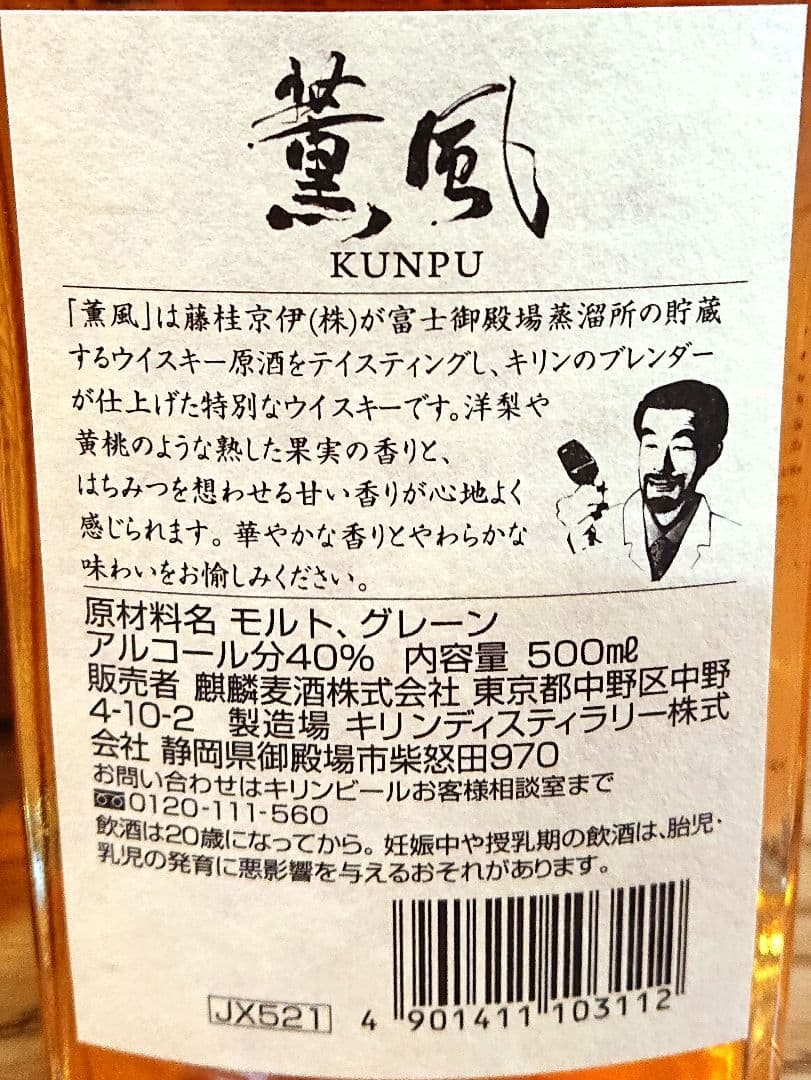 薫風
KUNPU
「薫風」は藤桂京伊(株)が富士御殿場蒸溜所の貯蔵
するウイスキー原酒をテイスティングし、キリンのブレンダー
が仕上げた特別なウイスキーです。洋梨や
黄桃のような熟した果実の香りと、
はちみつを想わせる甘い香りが心地よく
感じられます。華やかな香りとやわらかな
味わいをお愉しみください。
原材料名 モルト、グレーン
アルコール分40% 内容量 500㎖
販売者 麒麟麦酒株式会社 東京都中野区中野
4-10-2 製造場 キリンディスティラリー株式
会社 静岡県御殿場市柴怒田970
お問い合わせはキリンビールお客様相談室まで
0120-111-560
飲酒は20歳になってから。妊娠中や授乳期の飲酒は、胎児・
乳児の発育に悪影響を与えるおそれがあります。
JX521
4 901411 103112